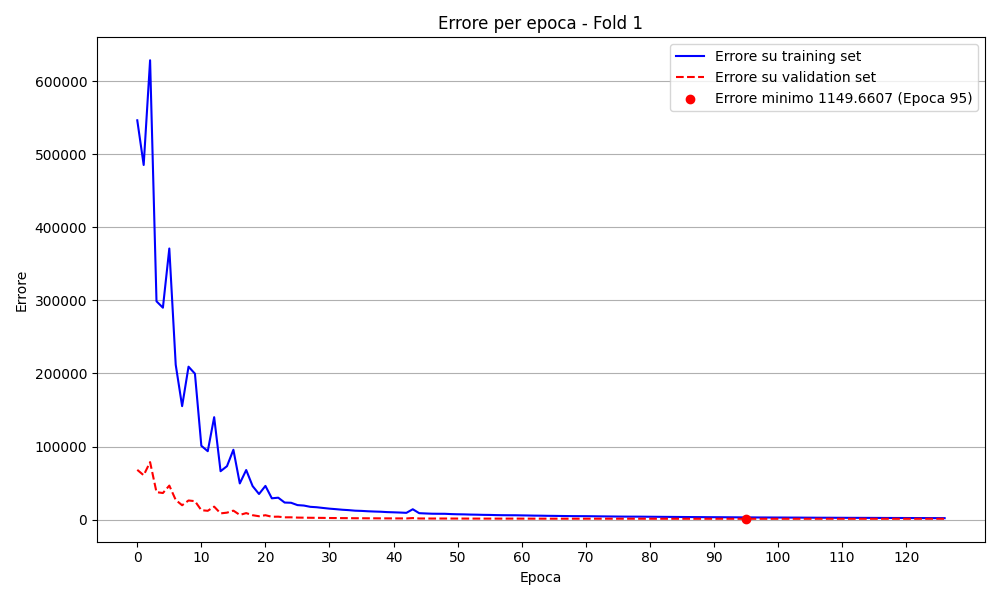 Errore per epoca - Fold 1
Errore su training set
Errore su validation set
Errore minimo 1149.6607 (Epoca 95)
600000
500000
400000
300000
200000
100000
0
Errore
0 10 20 30 40 50 60 70 80 90 100 110 120
Epoca